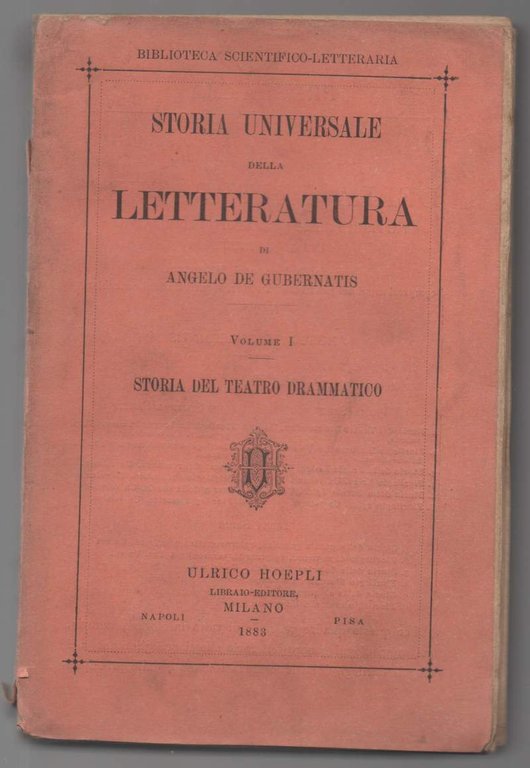 BIBLIOTECA SCIENTIFICO-LETTERARIA
STORIA UNIVERSALE
DELLA
LETTERATURA
DI
ANGELO DE GUBERNATIS
VOLUME I
STORIA DEL TEATRO DRAMMATICO
UH
ULRICO HOEPLI
LIBRAIO-EDITORE,
MILANO
NAPOLI — PISA
1883